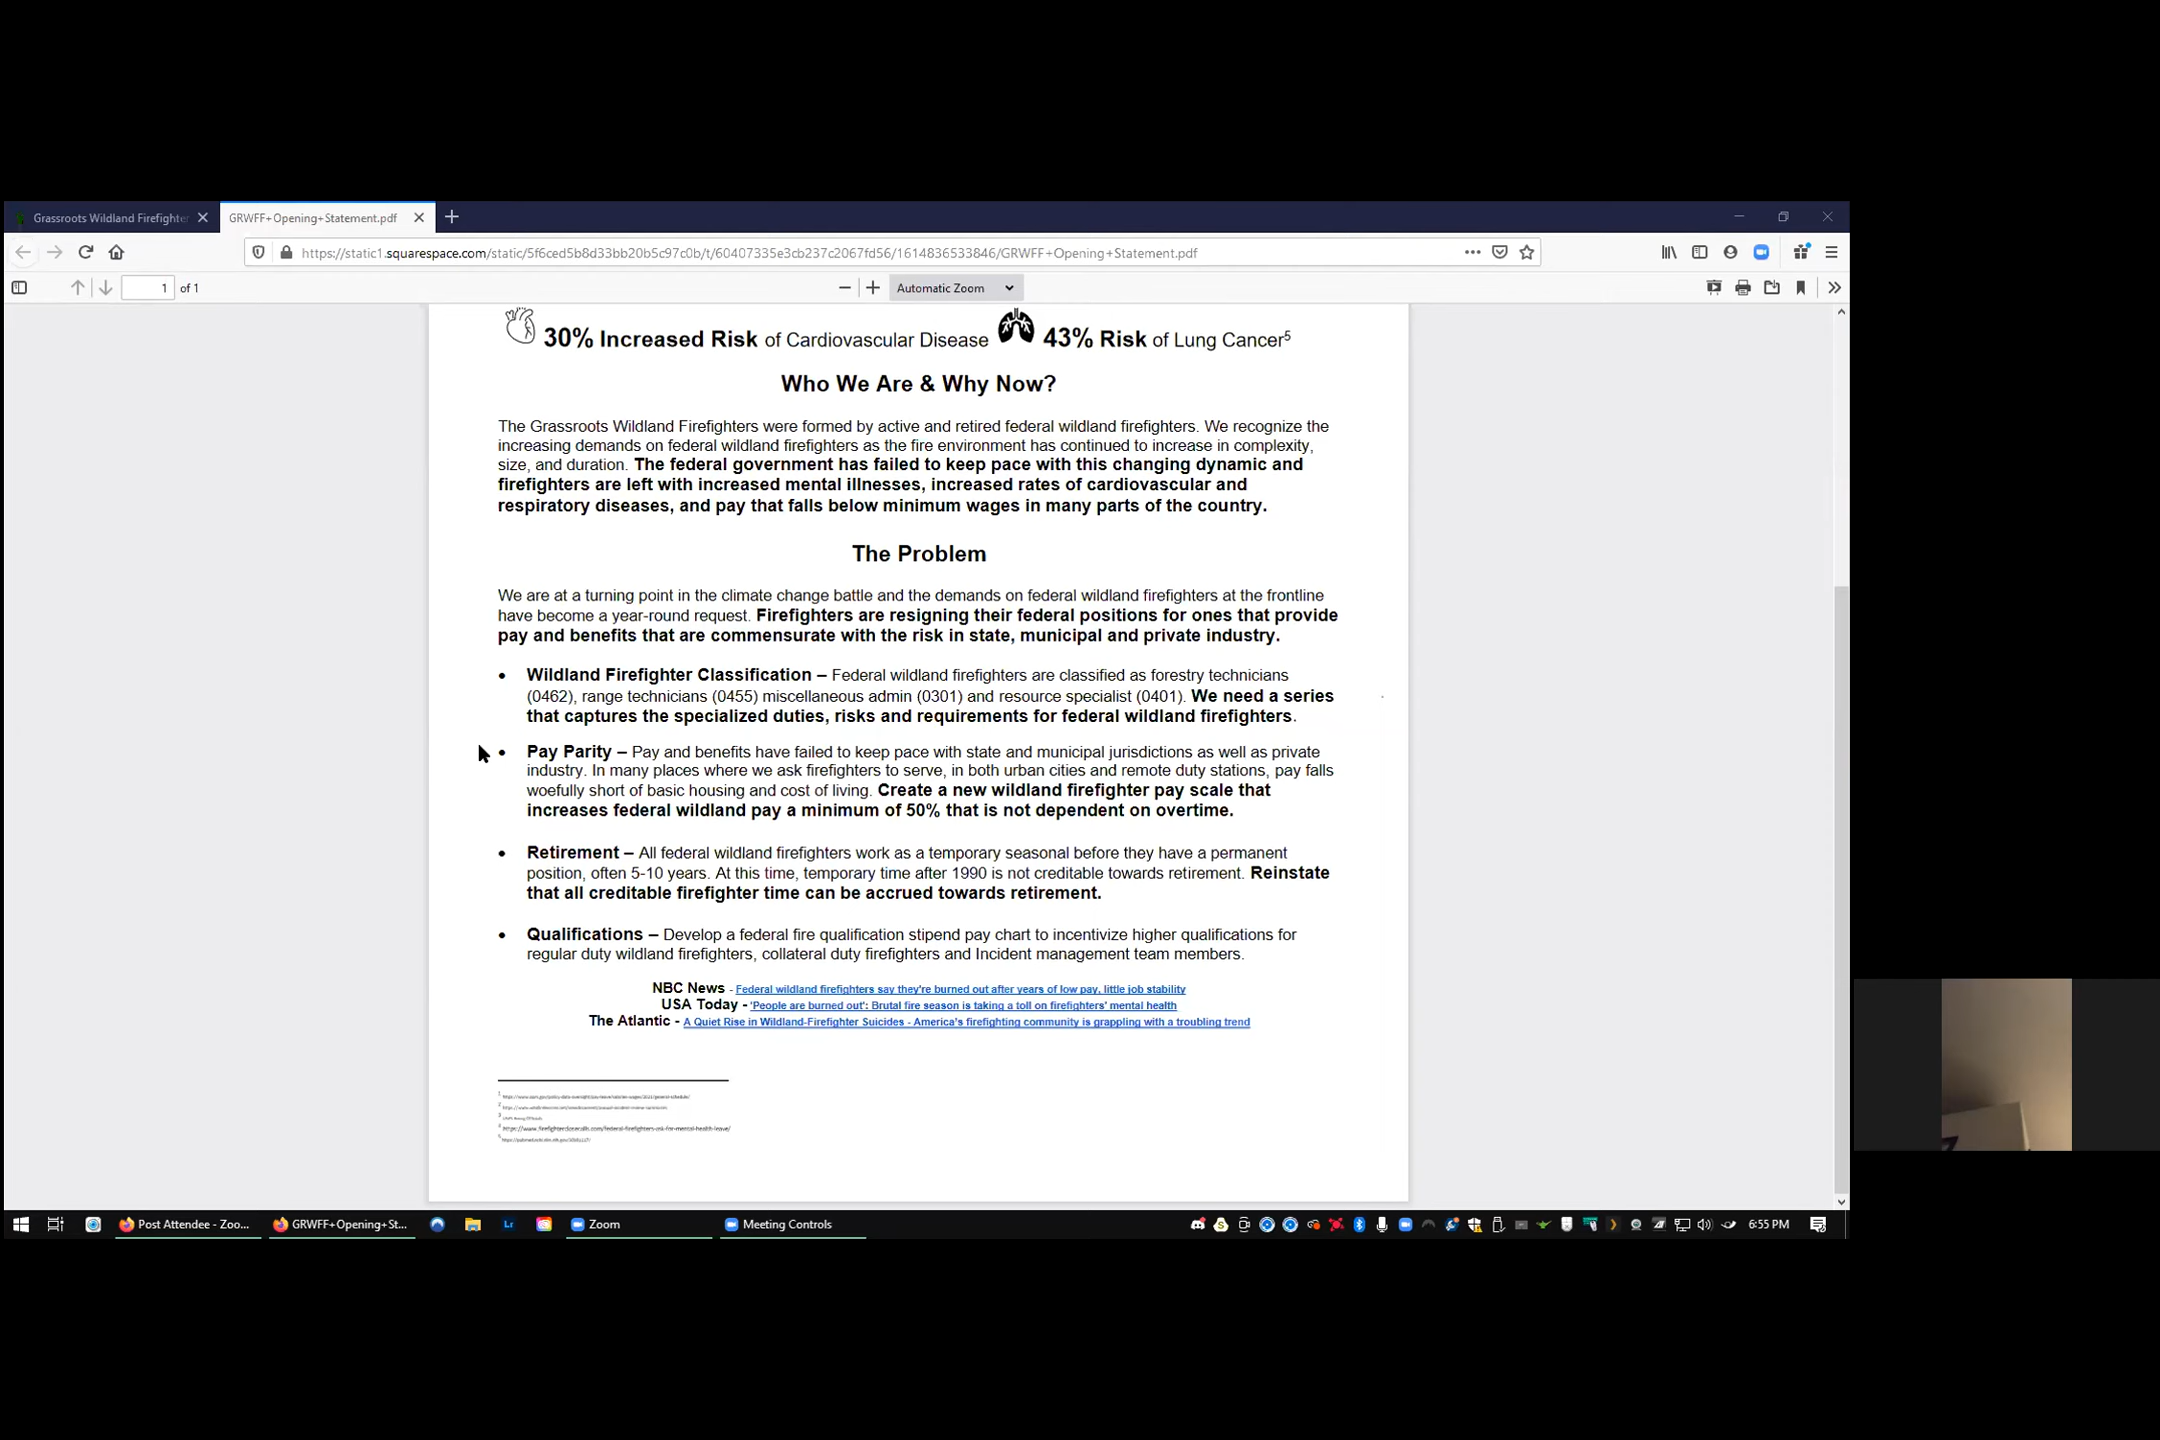 Grassroots Wildland Firefighter
GRWFF+Opening+Statement.pdf
https://static1.squarespace.com/static/5f6ced5b8d33bb20b5c97c0b/t/60407335e3cb237c2067fd56/1614836533846/GRWFF+Opening+Statement.pdf
1 of 1
Automatic Zoom
30% Increased Risk of Cardiovascular Disease 43% Risk of Lung Cancer5
Who We Are & Why Now?
The Grassroots Wildland Firefighters were formed by active and retired federal wildland firefighters. We recognize the
increasing demands on federal wildland firefighters as the fire environment has continued to increase in complexity,
size, and duration. The federal government has failed to keep pace with this changing dynamic and
firefighters are left with increased mental illnesses, increased rates of cardiovascular and
respiratory diseases, and pay that falls below minimum wages in many parts of the country.
The Problem
We are at a turning point in the climate change battle and the demands on federal wildland firefighters at the frontline
have become a year-round request. Firefighters are resigning their federal positions for ones that provide
pay and benefits that are commensurate with the risk in state, municipal and private industry.
• Wildland Firefighter Classification – Federal wildland firefighters are classified as forestry technicians
(0462), range technicians (0455) miscellaneous admin (0301) and resource specialist (0401). We need a series
that captures the specialized duties, risks and requirements for federal wildland firefighters.
• Pay Parity – Pay and benefits have failed to keep pace with state and municipal jurisdictions as well as private
industry. In many places where we ask firefighters to serve, in both urban cities and remote duty stations, pay falls
woefully short of basic housing and cost of living. Create a new wildland firefighter pay scale that
increases federal wildland pay a minimum of 50% that is not dependent on overtime.
• Retirement – All federal wildland firefighters work as a temporary seasonal before they have a permanent
position, often 5-10 years. At this time, temporary time after 1990 is not creditable towards retirement. Reinstate
that all creditable firefighter time can be accrued towards retirement.
• Qualifications – Develop a federal fire qualification stipend pay chart to incentivize higher qualifications for
regular duty wildland firefighters, collateral duty firefighters and Incident management team members.
NBC News - Federal wildland firefighters say they're burned out after years of low pay, little job stability
USA Today - 'People are burned out': Brutal fire season is taking a toll on firefighters' mental health
The Atlantic - A Quiet Rise in Wildland-Firefighter Suicides - America's firefighting community is grappling with a troubling trend
Post Attendee - Zoo...
GRWFF+Opening+St...
Lr
Zoom
Meeting Controls
6:55 PM